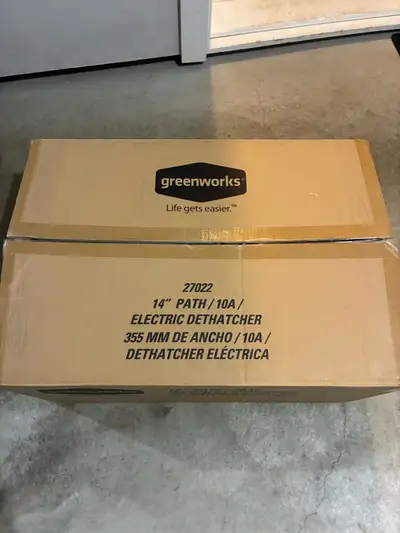 greenworks®
Life gets easier.™
27022
14" PATH / 10A /
ELECTRIC DETHATCHER
355 MM DE ANCHO / 10A /
DETHATCHER ELÉCTRICA